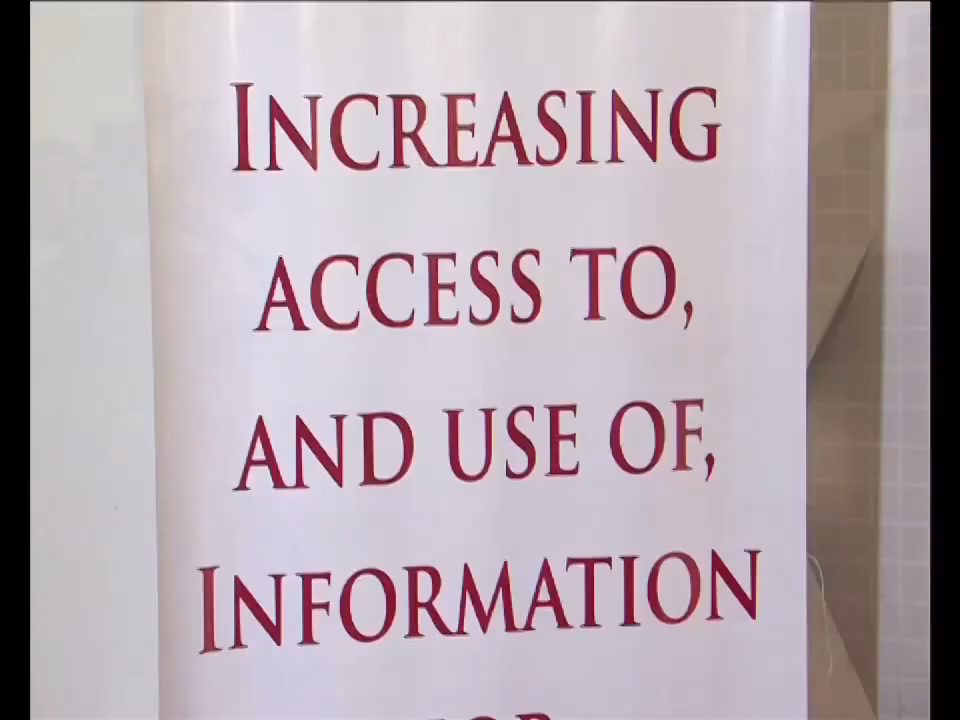 INCREASING
ACCESS TO,
AND USE OF,
INFORMATION